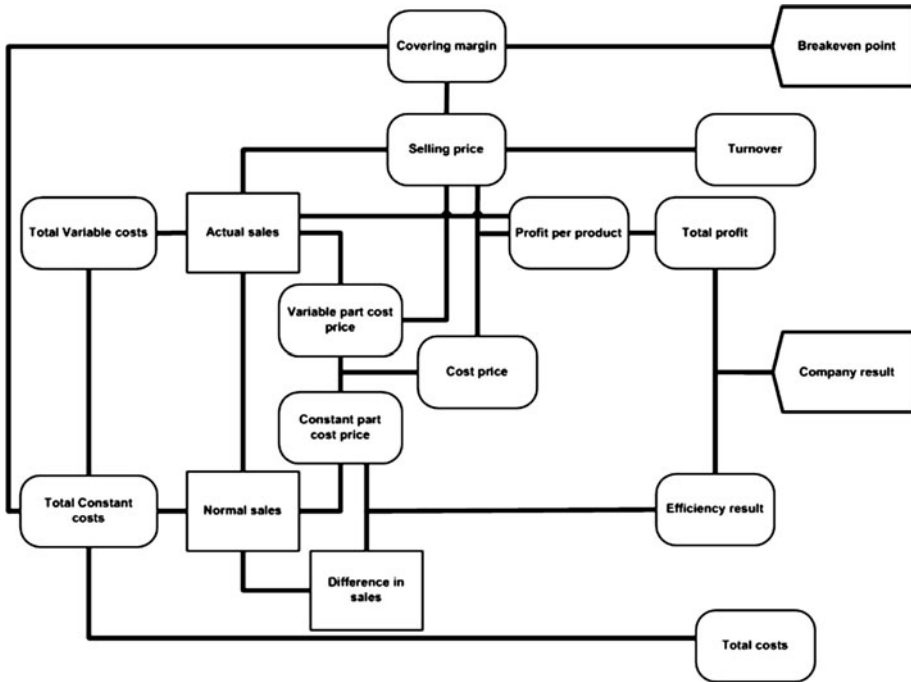 Covering margin
Breakeven point
Selling price
Turnover
Total Variable costs
Actual sales
Profit per product
Total profit
Variable part cost
price
Cost price
Company result
Constant part
cost price
Total Constant
costs
Normal sales
Efficiency result
Difference in
sales
Total costs